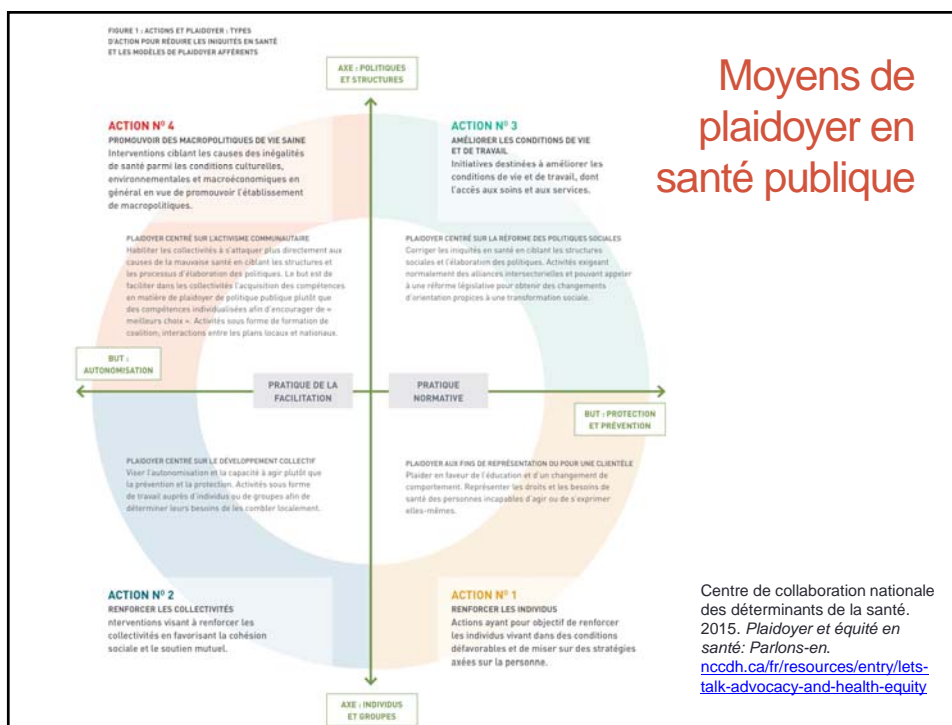 FIGURE 1 : ACTIONS ET PLAIDOYER : TYPES
D'ACTION POUR RÉDUIRE LES INIQUITÉS EN SANTÉ
ET LES MODÈLES DE PLAIDOYER AFFÉRENTS
Moyens de
plaidoyer en
santé publique
AXE : POLITIQUES
ET STRUCTURES
ACTION Nº 4
PROMOUVOIR DES MACROPOLITIQUES DE VIE SAINE
Interventions ciblant les causes des inégalités
de santé parmi les conditions culturelles,
environnementales et macroéconomiques en
général en vue de promouvoir l'établissement
de macropolitiques.
ACTION Nº 3
AMÉLIORER LES CONDITIONS DE VIE
ET DE TRAVAIL
Initiatives destinées à améliorer les
conditions de vie et de travail, dont
l'accès aux soins et aux services.
PLAIDOYER CENTRÉ SUR L'ACTIVISME COMMUNAUTAIRE
Habiliter les collectivités à s'attaquer plus directement aux
causes de la mauvaise santé en ciblant les structures et
les processus d'élaboration des politiques. Le but est de
faciliter dans les collectivités l'acquisition des compétences
en matière de plaidoyer de politique publique plutôt que
des compétences individualisées afin d'encourager de «
meilleurs choix ». Activités sous forme de formation de
coalition; interactions entre les plans locaux et nationaux.
PLAIDOYER CENTRÉ SUR LA RÉFORME DES POLITIQUES SOCIALES
Corriger les iniquités en santé en ciblant les structures
sociales et l'élaboration des politiques. Activités exigeant
normalement des alliances intersectorielles et pouvant appeler
à une réforme législative pour obtenir des changements
d'orientation propices à une transformation sociale.
BUT :
AUTONOMISATION
PRATIQUE DE LA
FACILITATION
PRATIQUE
NORMATIVE
BUT : PROTECTION
ET PRÉVENTION
PLAIDOYER CENTRÉ SUR LE DÉVELOPPEMENT COLLECTIF
Viser l'autonomisation et la capacité à agir plutôt que
la prévention et la protection. Activités sous forme
de travail auprès d'individus ou de groupes afin de
déterminer leurs besoins de les combler localement.
PLAIDOYER AUX FINS DE REPRÉSENTATION OU POUR UNE CLIENTÈLE
Plaider en faveur de l'éducation et d'un changement de
comportement. Représenter les droits et les besoins de
santé des personnes incapables d'agir ou de s'exprimer
elles-mêmes.
ACTION Nº 2
RENFORCER LES COLLECTIVITÉS
nterventions visant à renforcer les
collectivités en favorisant la cohésion
sociale et le soutien mutuel.
ACTION Nº 1
RENFORCER LES INDIVIDUS
Actions ayant pour objectif de renforcer
les individus vivant dans des conditions
défavorables et de miser sur des stratégies
axées sur la personne.
AXE : INDIVIDUS
ET GROUPES
Centre de collaboration nationale
des déterminants de la santé.
2015. Plaidoyer et équité en
santé: Parlons-en.
nccdh.ca/fr/resources/entry/lets-
talk-advocacy-and-health-equity